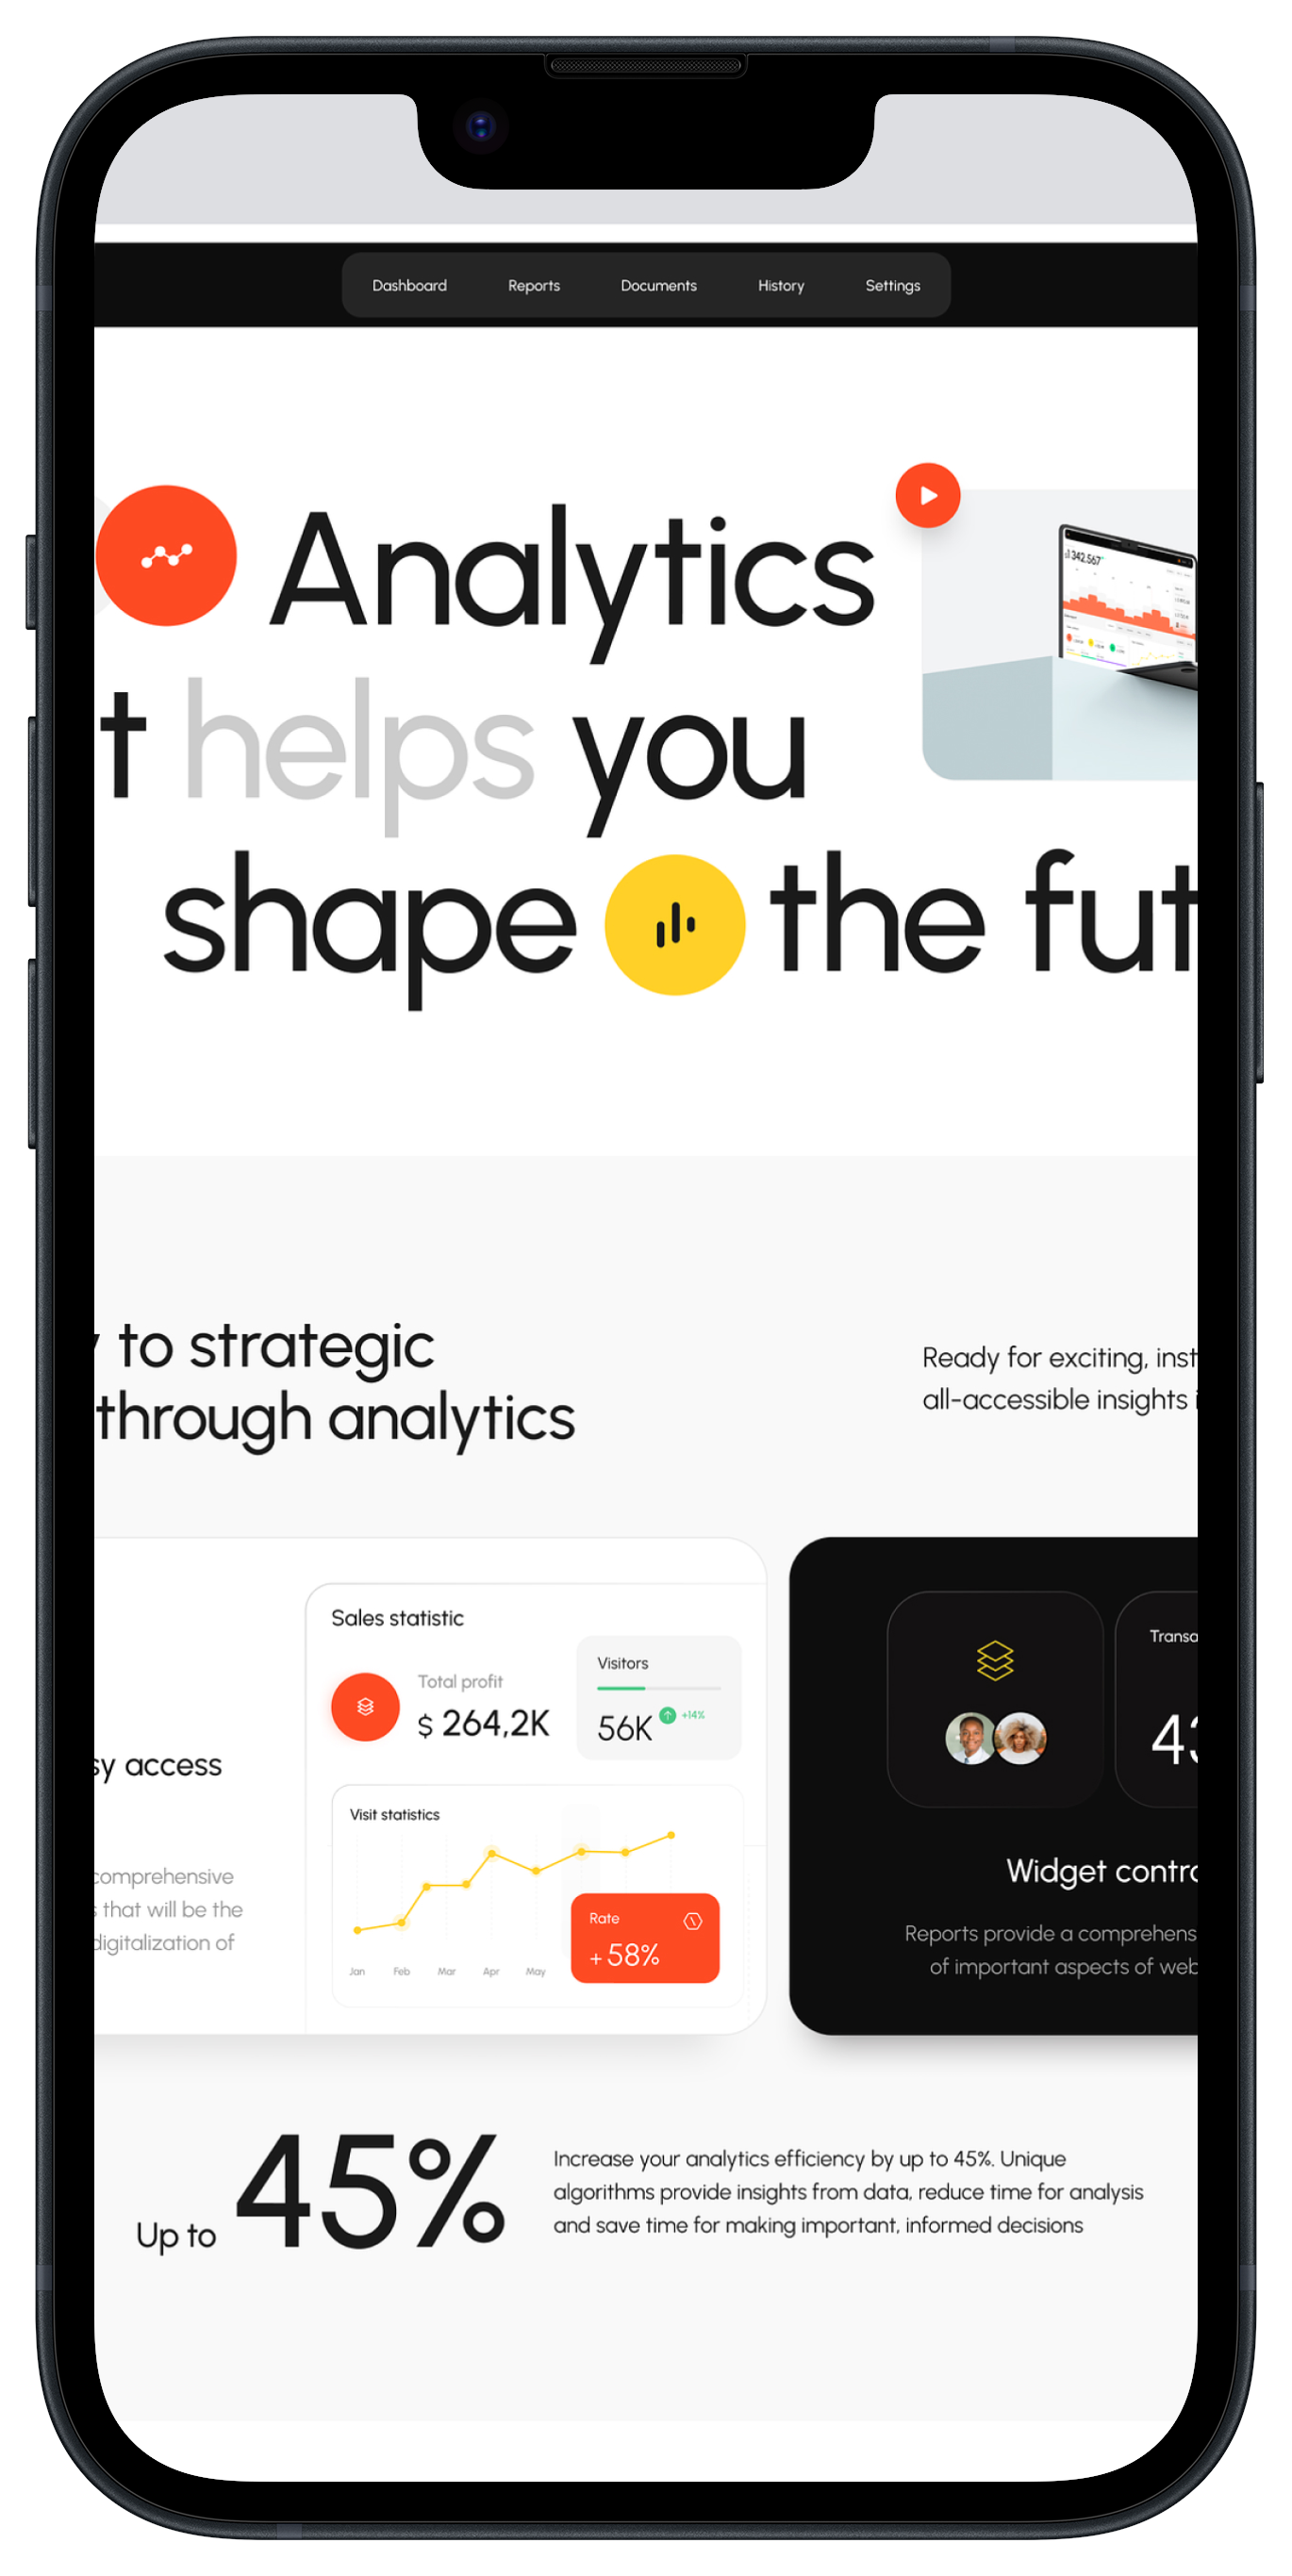 Dashboard Reports Documents History Settings
Analytics
342.567
t helps you
shape the fut
y to strategic
through analytics
Ready for exciting, inst
all-accessible insights i
Sales statistic
Total profit
$ 264,2K
Visitors
56K +14%
sy access
comprehensive
s that will be the
digitalization of
Visit statistics
Jan Feb Mar Apr May
Rate
+ 58%
Transa
43
Widget contro
Reports provide a comprehens
of important aspects of web
Up to 45%
Increase your analytics efficiency by up to 45%. Unique
algorithms provide insights from data, reduce time for analysis
and save time for making important, informed decisions